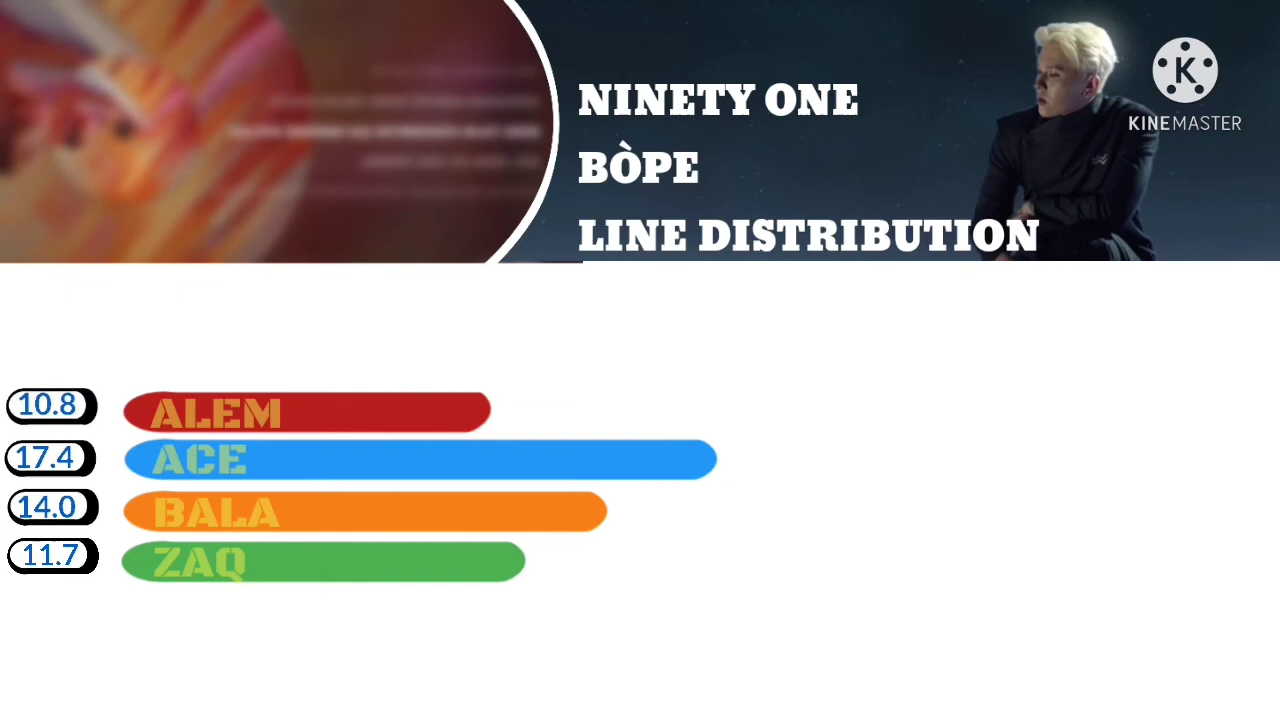 NINETY ONE
BÒPE
LINE DISTRIBUTION
K
KINEMASTER
10.8 ALEM
17.4 ACE
14.0 BALA
11.7 ZAQ